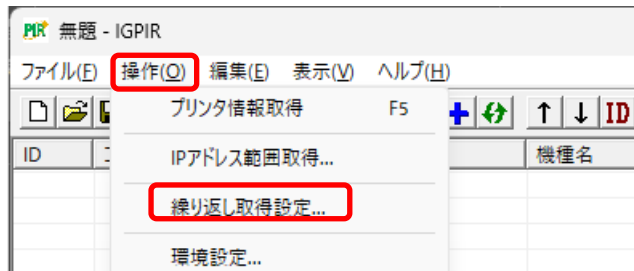 PIR 無題 - IGPIR
ファイル(F) 操作(O) 編集(E) 表示(V) ヘルプ(H)
プリンタ情報取得 F5
ID
ID 機種名
IPアドレス範囲取得...
繰り返し取得設定...
環境設定...